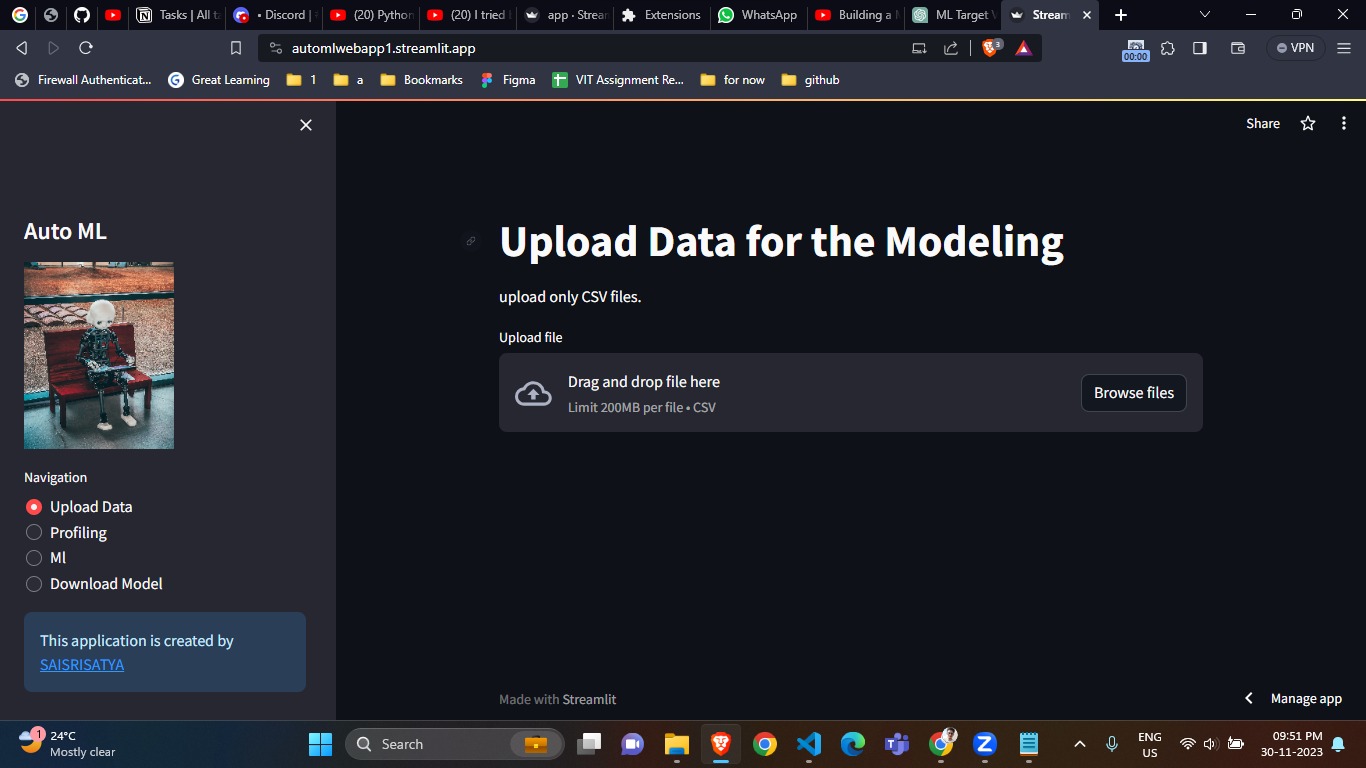 Tasks | All t
• Discord |
(20) Python
(20) I tried
app · Strear
Extensions
WhatsApp
Building a
ML Target V
Stream
automlwebapp1.streamlit.app
3
00:00
VPN
Firewall Authenticat...
Great Learning
1
a
Bookmarks
Figma
VIT Assignment Re...
for now
github
Share
Auto ML
Upload Data for the Modeling
upload only CSV files.
Upload file
Drag and drop file here
Limit 200MB per file • CSV
Browse files
Navigation
Upload Data
Profiling
Ml
Download Model
This application is created by
SAISRISATYA
Made with Streamlit
Manage app
1
24°C
Mostly clear
Search
ENG
US
09:51 PM
30-11-2023